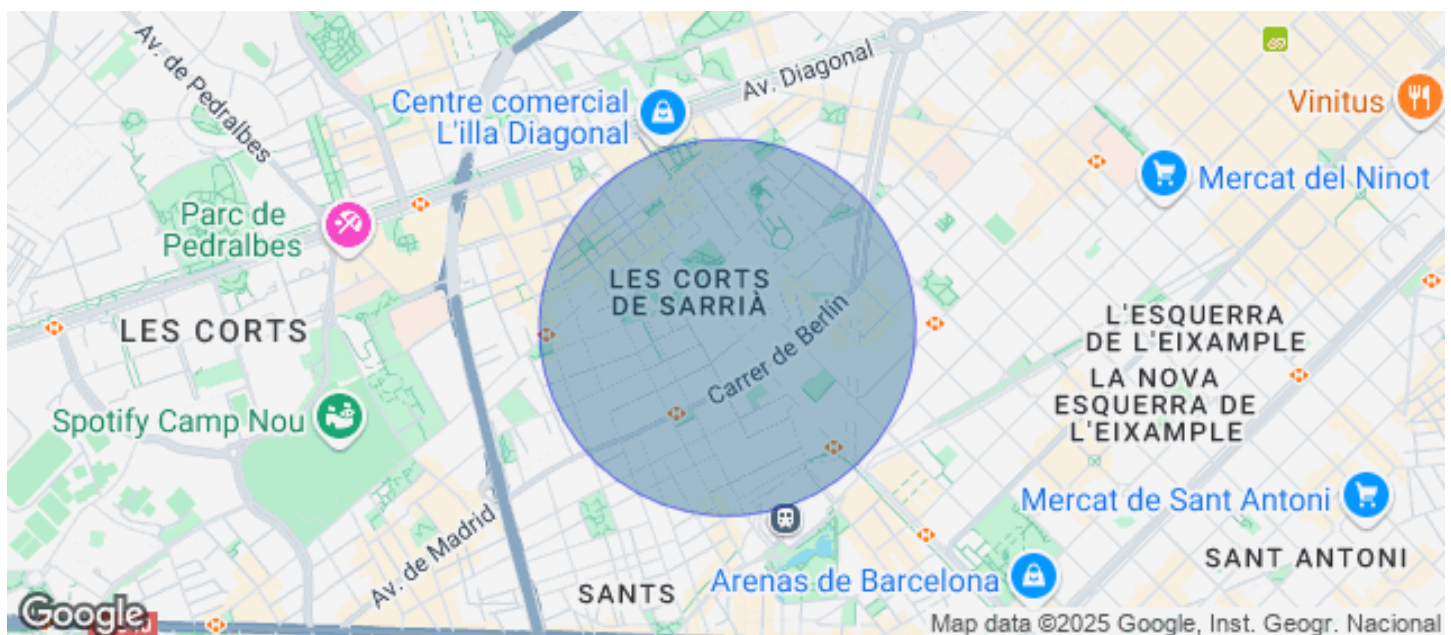 Av. de Pedralbes
Av. Diagonal
Centre comercial
L'illa Diagonal
Vinitus
Mercat del Ninot
Parc de
Pedralbes
LES CORTS
DE SARRIÀ
LES CORTS
Carrer de Berlín
L'ESQUERRA
DE L'EIXAMPLE
LA NOVA
ESQUERRA DE
L'EIXAMPLE
Spotify Camp Nou
Mercat de Sant Antoni
Av. de Madrid
SANT ANTONI
Arenas de Barcelona
SANTS
Google
Map data ©2025 Google, Inst. Geogr. Nacional